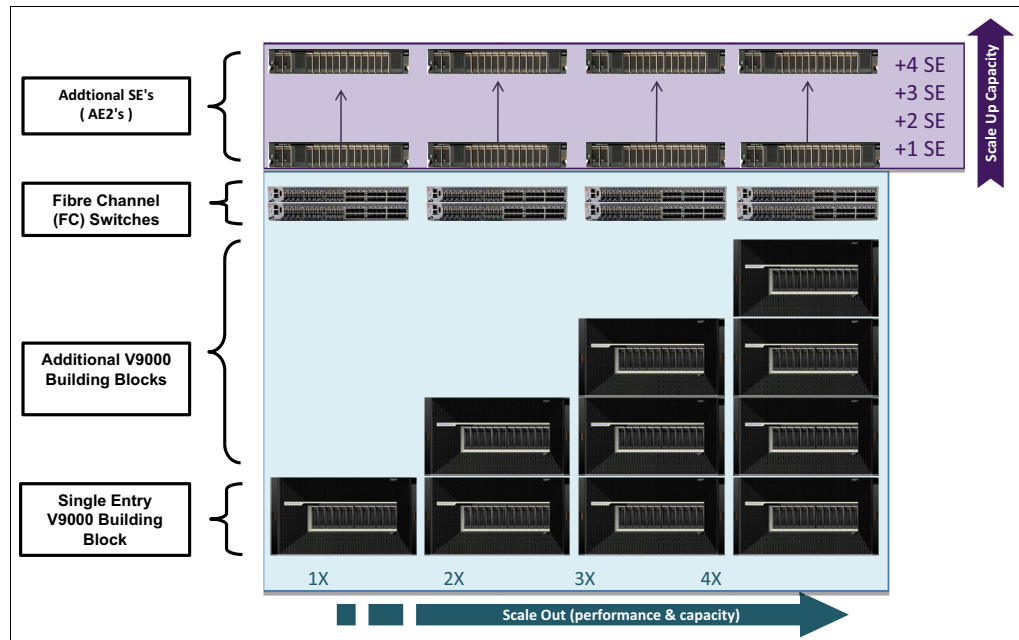 Addtional SE's
( AE2's )
+4 SE
+3 SE
+2 SE
+1 SE
Scale Up Capacity
Fibre Channel
(FC) Switches
Additional V9000
Building Blocks
Single Entry
V9000 Building
Block
1X 2X 3X 4X
Scale Out (performance & capacity)